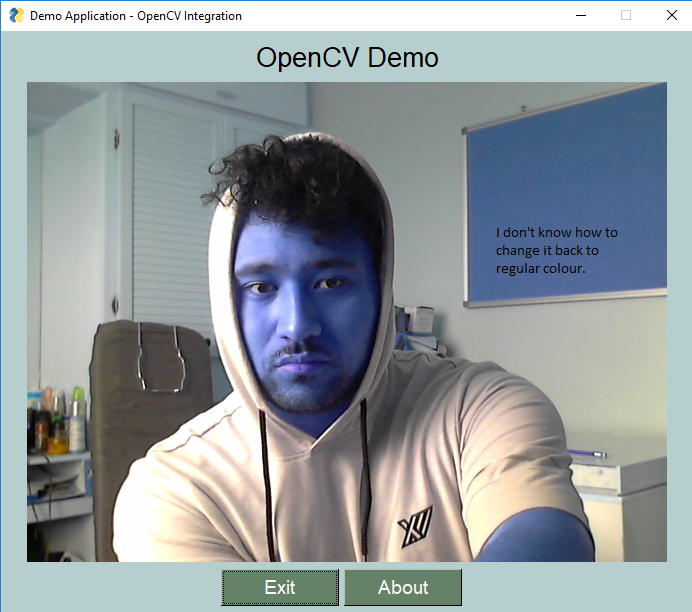 Demo Application - OpenCV Integration
OpenCV Demo
I don't know how to
change it back to
regular colour.
Exit
About